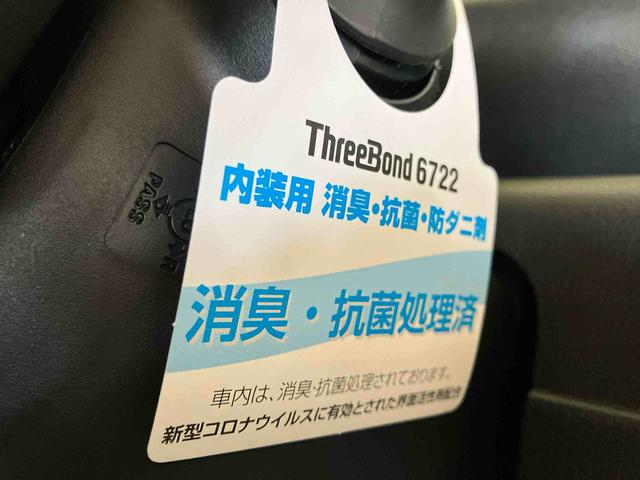 ThreeBond 6722
内装用 消臭・抗菌・防ダニ剤
消臭・抗菌処理済
車内は、消臭・抗菌処理されております。
新型コロナウイルスに有効とされた界面活性剤配合
PASS